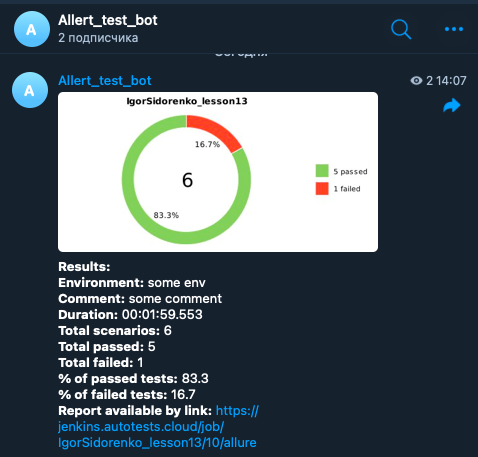 Allert_test_bot
2 подписчика
Сегодня
A
Allert_test_bot
2 14:07
A
IgorSidorenko_lesson13
16.7%
6
83.3%
5 passed
1 failed
Results:
Environment: some env
Comment: some comment
Duration: 00:01:59.553
Total scenarios: 6
Total passed: 5
Total failed: 1
% of passed tests: 83.3
% of failed tests: 16.7
Report available by link: https://
jenkins.autotests.cloud/job/
IgorSidorenko_lesson13/10/allure